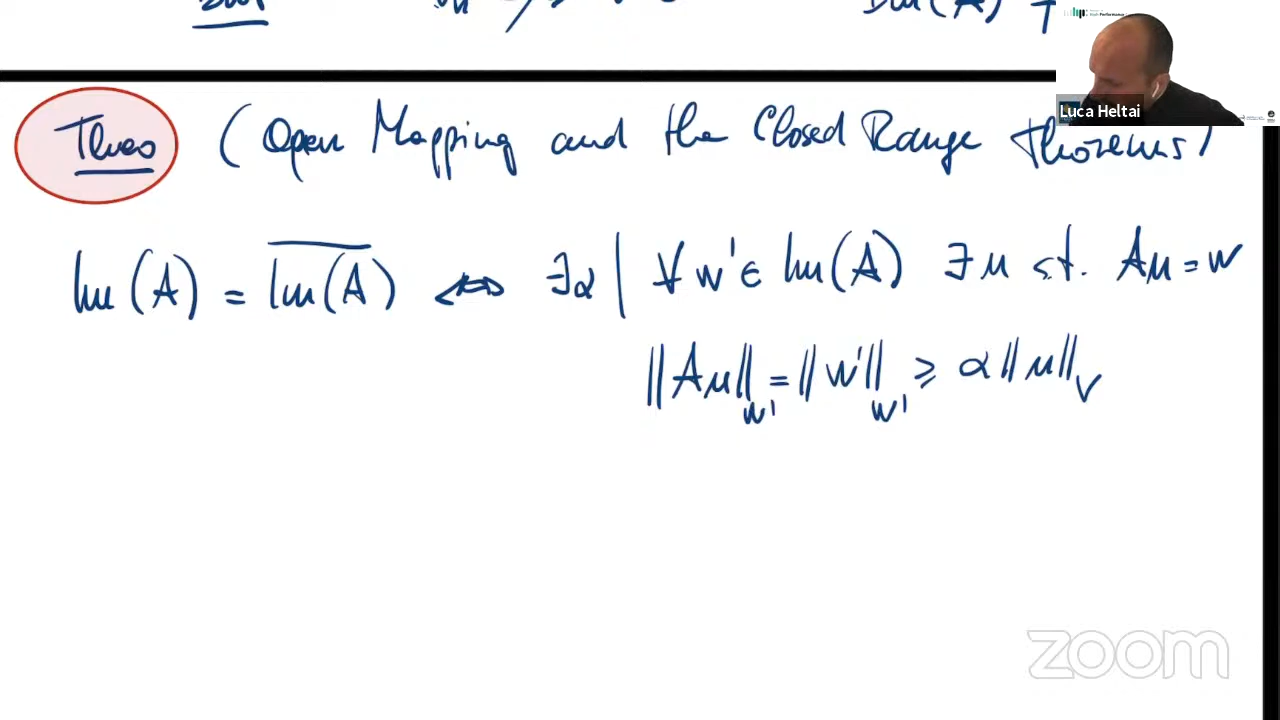 Luca Heltai
Theo (Open Mapping and the Closed Range Theorems)
Im(A) = \overline{Im(A)} ⟺ ∃α | ∀ w' ∈ Im(A) ∃ u s.t. Au = w
||Au||_{W'} = ||w'||_{W'} ≥ α||u||_V
zoom